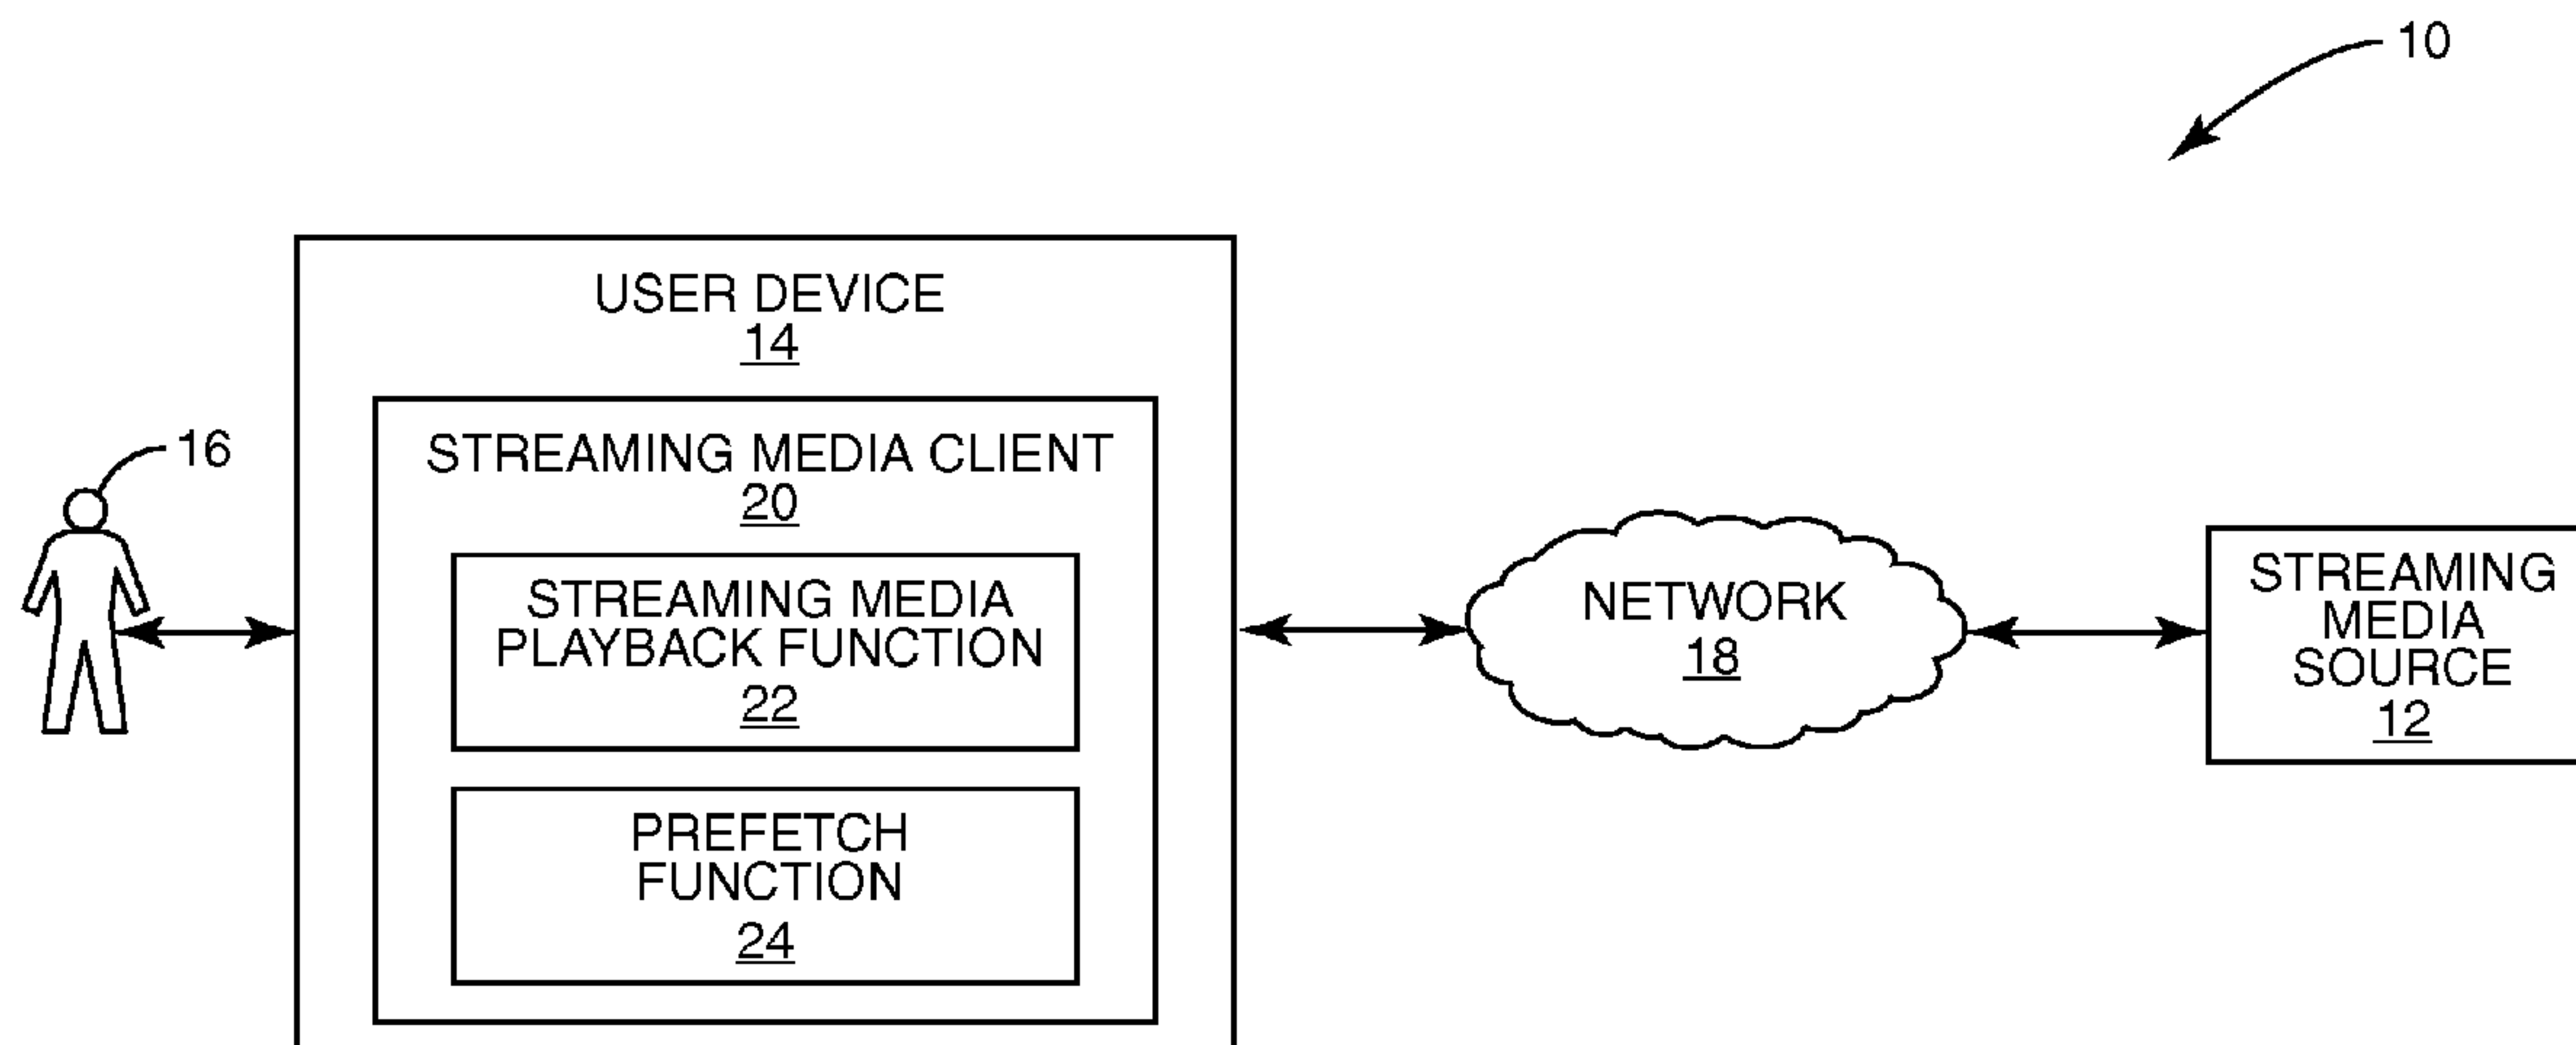 10
USER DEVICE
14
16
STREAMING MEDIA CLIENT
20
STREAMING MEDIA
PLAYBACK FUNCTION
22
PREFETCH
FUNCTION
24
NETWORK
18
STREAMING
MEDIA
SOURCE
12